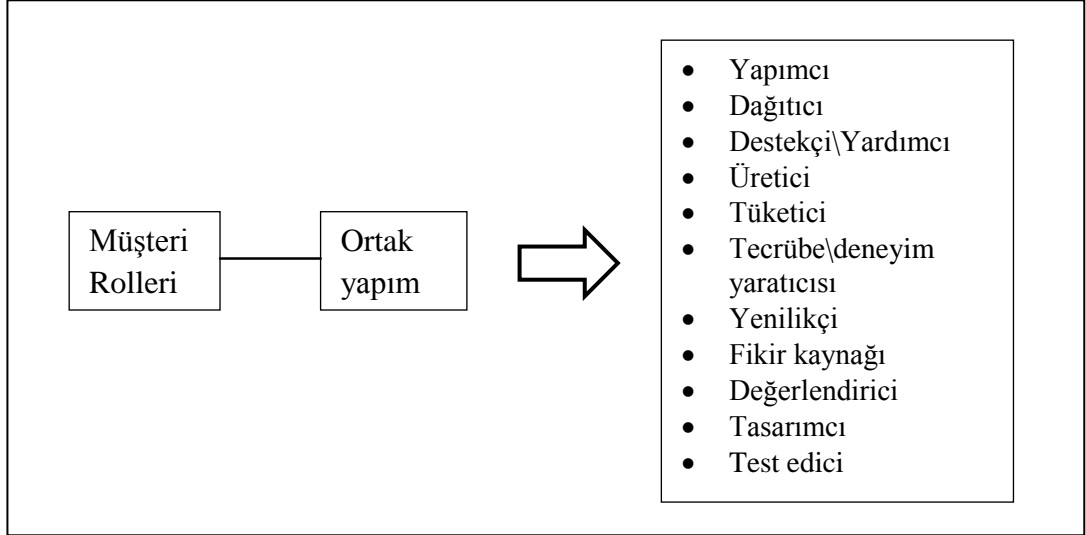 Müşteri
Rolleri
Ortak
yapım
• Yapımcı
• Dağıtıcı
• Destekçi\Yardımcı
• Üretici
• Tüketici
• Tecrübe\deneyim
yaratıcısı
• Yenilikçi
• Fikir kaynağı
• Değerlendirici
• Tasarımcı
• Test edici